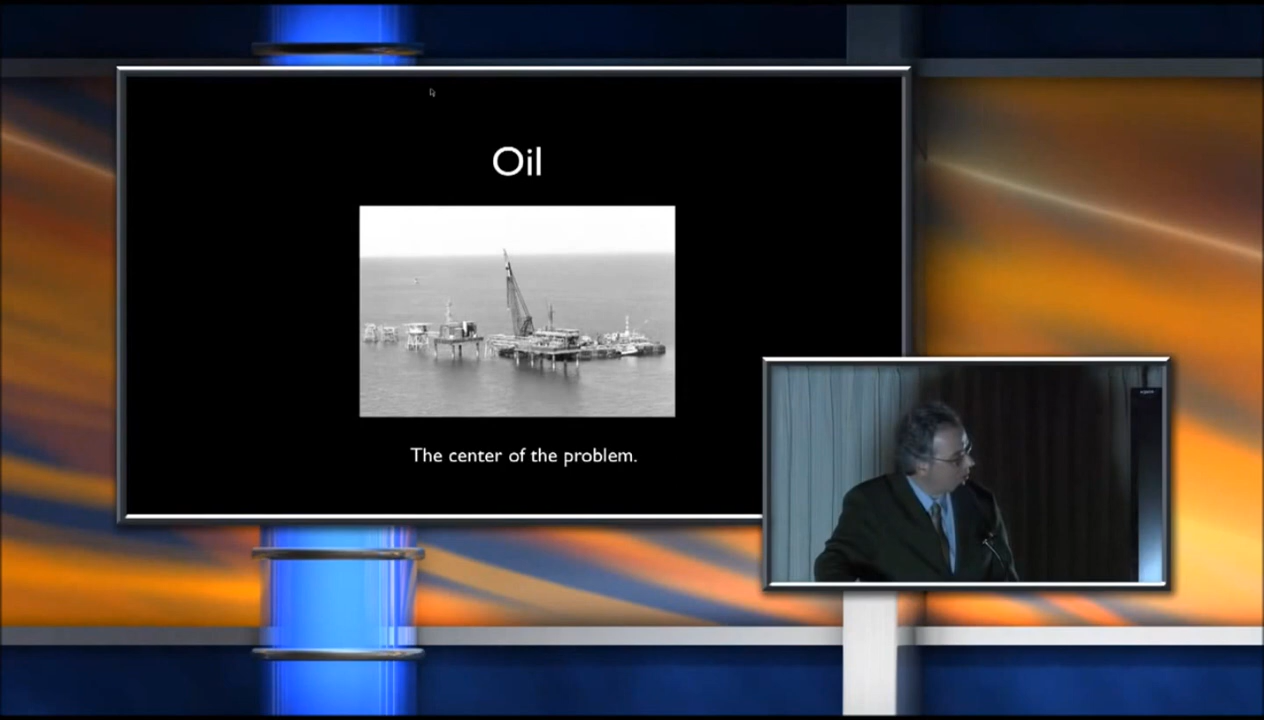 Oil
The center of the problem.